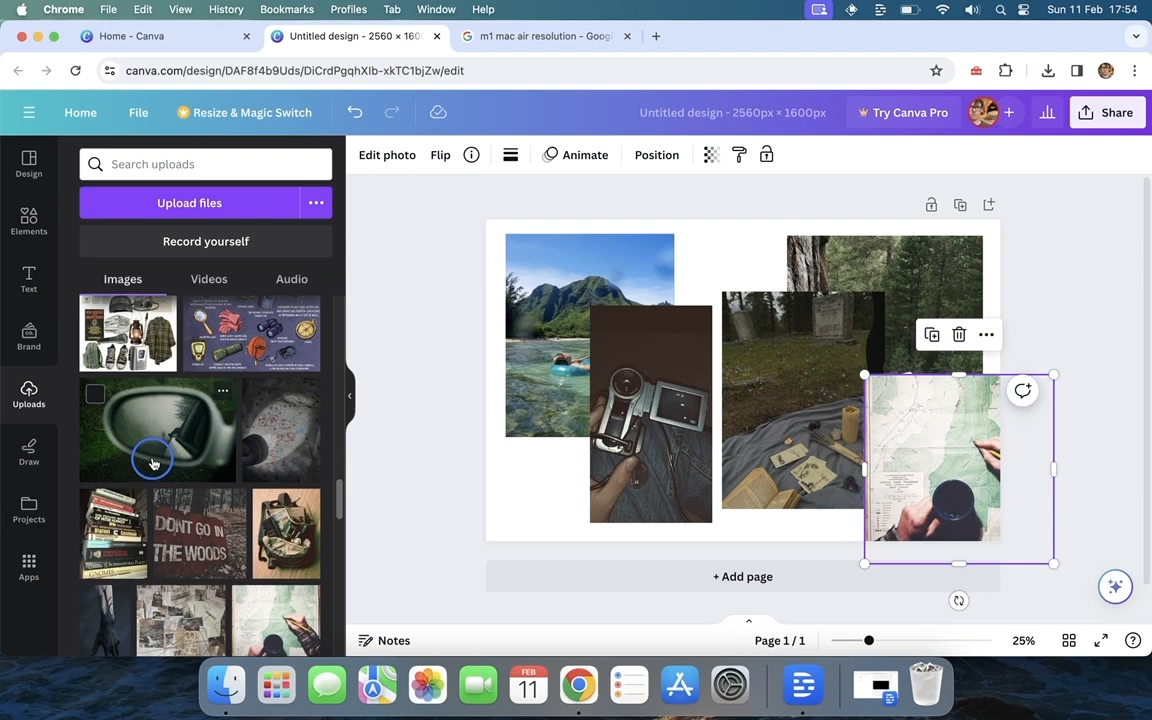 Chrome File Edit View History Bookmarks Profiles Tab Window Help Sun 11 Feb 17:54
Home - Canva
Untitled design - 2560 × 160
m1 mac air resolution - Goog
canva.com/design/DAF8f4b9Uds/DiCrdPgqhXIb-xkTC1bjZw/edit
Home File Resize & Magic Switch Untitled design - 2560px × 1600px Try Canva Pro Share
Design
Elements
Text
Brand
Uploads
Draw
Projects
Apps
Search uploads
Upload files
Record yourself
Images Videos Audio
DONT GO IN
THE WOODS
GNOMES
Edit photo Flip Animate Position
+ Add page
Notes Page 1 / 1 25%
FEB
11